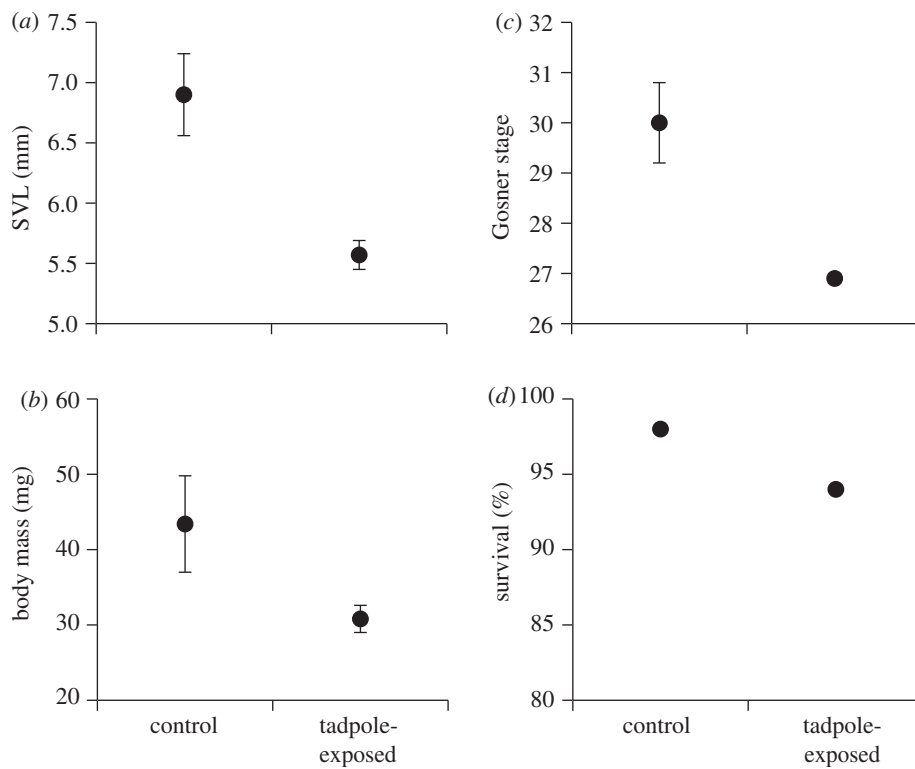 (a)
7.5
7.0
6.5
6.0
5.5
5.0
SVL (mm)
(c)
32
31
30
29
28
27
26
Gosner stage
(b)
60
50
40
30
20
body mass (mg)
control
tadpole-
exposed
(d)
100
95
90
85
80
survival (%)
control
tadpole-
exposed